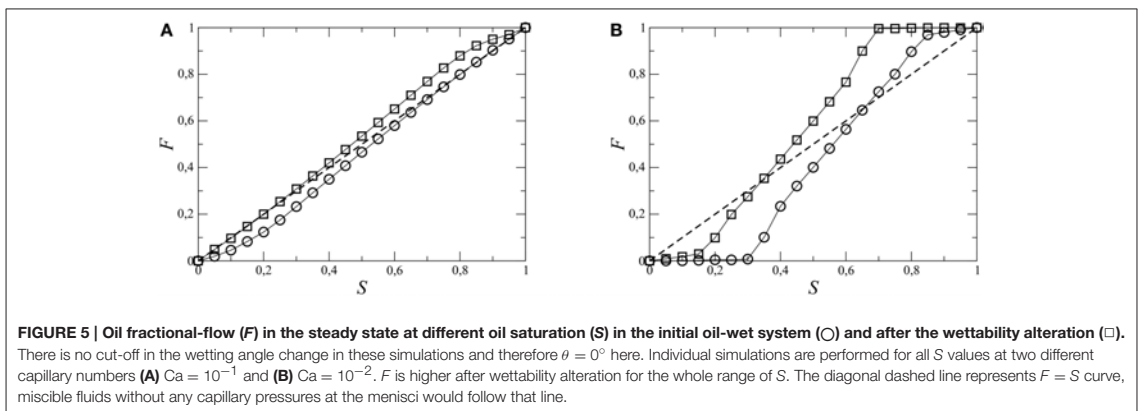 A
1
0,8
0,6
F
0,4
0,2
0
0
0,2
0,4
0,6
0,8
1
S
B
1
0,8
0,6
F
0,4
0,2
0
0
0,2
0,4
0,6
0,8
1
S
FIGURE 5 | Oil fractional-flow (F) in the steady state at different oil saturation (S) in the initial oil-wet system (○) and after the wettability alteration (□).
There is no cut-off in the wetting angle change in these simulations and therefore θ = 0° here. Individual simulations are performed for all S values at two different
capillary numbers (A) Ca = 10⁻¹ and (B) Ca = 10⁻². F is higher after wettability alteration for the whole range of S. The diagonal dashed line represents F = S curve,
miscible fluids without any capillary pressures at the menisci would follow that line.